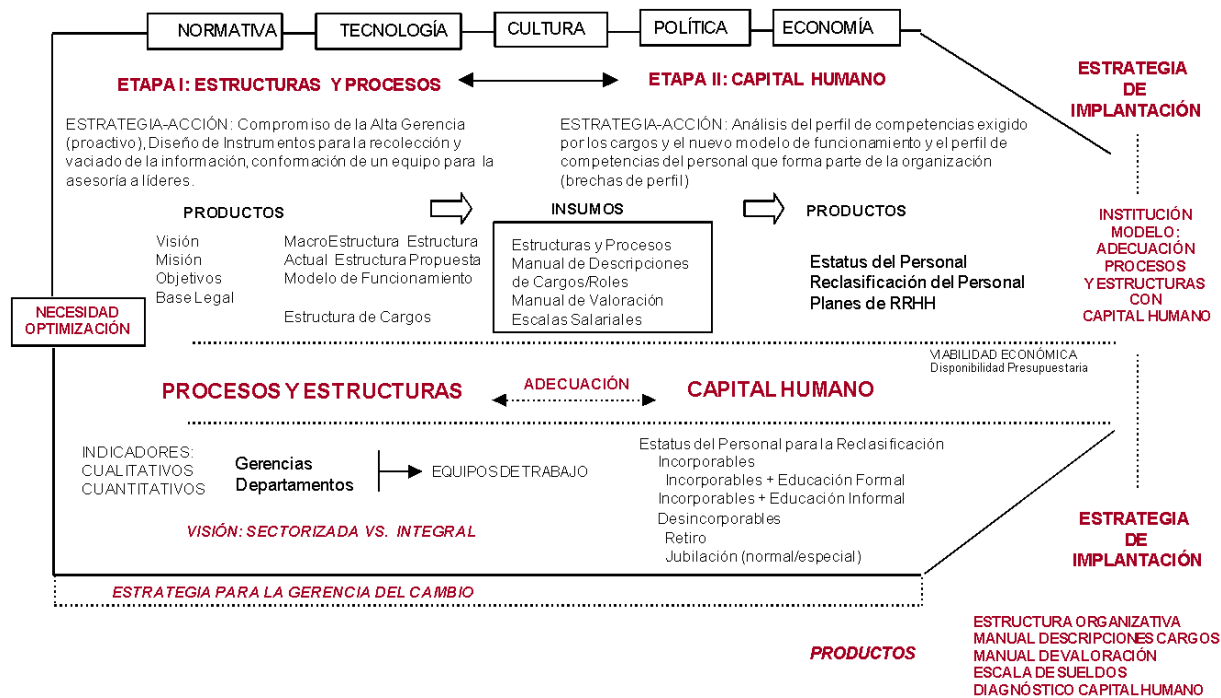 NORMATIVA
TECNOLOGÍA
CULTURA
POLÍTICA
ECONOMÍA
ETAPA I: ESTRUCTURAS Y PROCESOS
ETAPA II: CAPITAL HUMANO
ESTRATEGIA
DE
IMPLANTACIÓN
ESTRATEGIA-ACCIÓN: Compromiso de la Alta Gerencia
(proactivo), Diseño de Instrumentos para la recolección y
vaciado de la información, conformación de un equipo para la
asesoría a líderes.
ESTRATEGIA-ACCIÓN: Análisis del perfil de competencias exigido
por los cargos y el nuevo modelo de funcionamiento y el perfil de
competencias del personal que forma parte de la organización
(brechas de perfil)
PRODUCTOS
Visión
Misión
Objetivos
Base Legal
MacroEstructura Estructura
Actual Estructura Propuesta
Modelo de Funcionamiento
Estructura de Cargos
INSUMOS
Estructuras y Procesos
Manual de Descripciones
de Cargos/Roles
Manual de Valoración
Escalas Salariales
PRODUCTOS
Estatus del Personal
Reclasificación del Personal
Planes de RRHH
INSTITUCIÓN
MODELO:
ADECUACIÓN
PROCESOS
Y ESTRUCTURAS
CON
CAPITAL HUMANO
NECESIDAD
OPTIMIZACIÓN
VIABILIDAD ECONÓMICA
Disponibilidad Presupuestaria
PROCESOS Y ESTRUCTURAS
ADECUACIÓN
CAPITAL HUMANO
INDICADORES:
CUALITATIVOS
CUANTITATIVOS
Gerencias
Departamentos
EQUIPOS DE TRABAJO
Estatus del Personal para la Reclasificación
Incorporables
Incorporables + Educación Formal
Incorporables + Educación Informal
Desincorporables
Retiro
Jubilación (normal/especial)
VISIÓN: SECTORIZADA VS. INTEGRAL
ESTRATEGIA
DE
IMPLANTACIÓN
ESTRATEGIA PARA LA GERENCIA DEL CAMBIO
PRODUCTOS
ESTRUCTURA ORGANIZATIVA
MANUAL DESCRIPCIONES CARGOS
MANUAL DE VALORACIÓN
ESCALA DE SUELDOS
DIAGNÓSTICO CAPITAL HUMANO